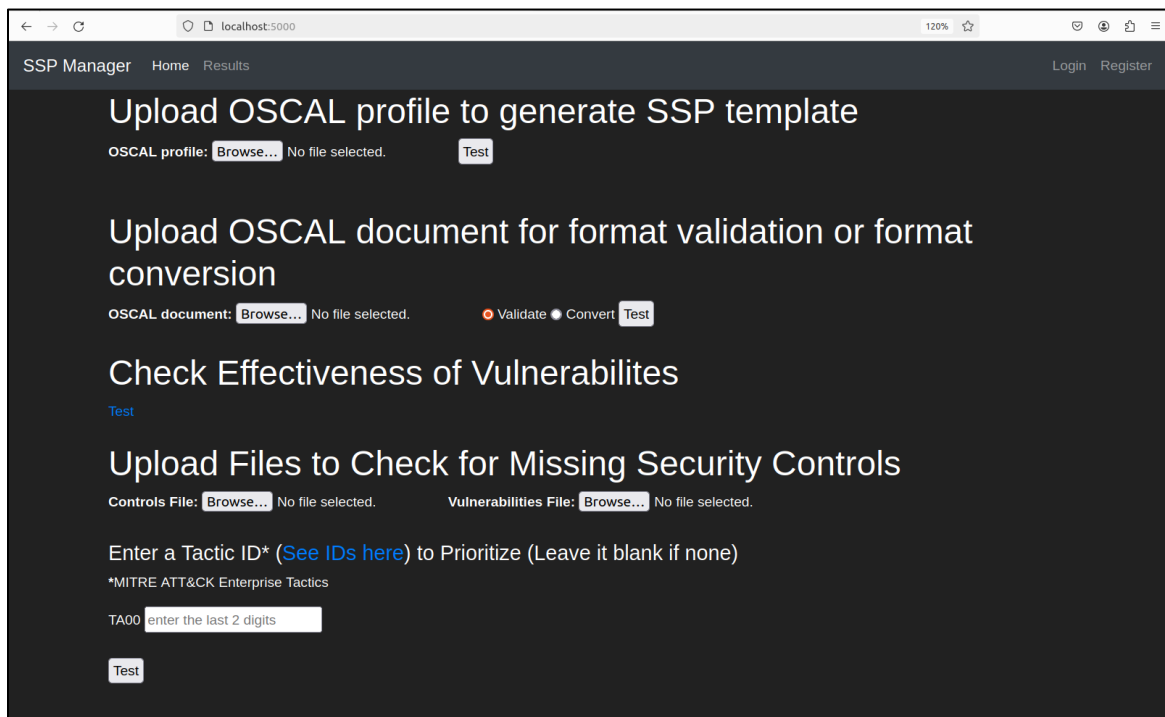 localhost:5000 120%
SSP Manager Home Results Login Register
Upload OSCAL profile to generate SSP template
OSCAL profile: Browse... No file selected. Test
Upload OSCAL document for format validation or format
conversion
OSCAL document: Browse... No file selected. Validate Convert Test
Check Effectiveness of Vulnerabilites
Test
Upload Files to Check for Missing Security Controls
Controls File: Browse... No file selected. Vulnerabilities File: Browse... No file selected.
Enter a Tactic ID* (See IDs here) to Prioritize (Leave it blank if none)
*MITRE ATT&CK Enterprise Tactics
TA00 enter the last 2 digits
Test